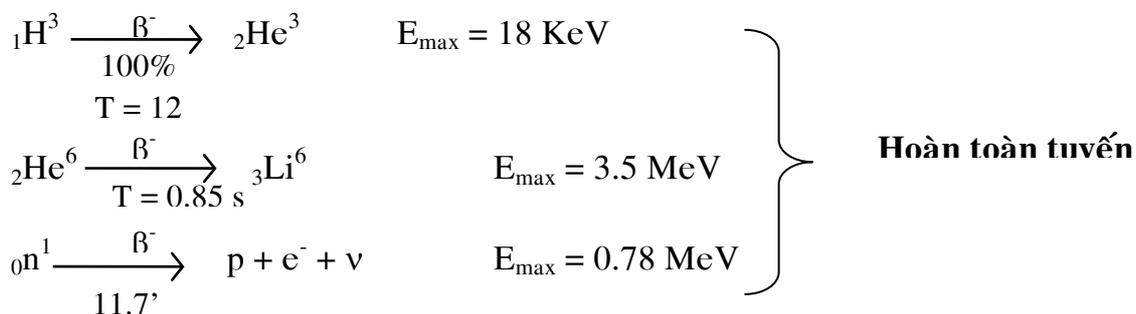 ₁H³ β⁻ ₂He³ E_max = 18 KeV
100%
T = 12
Hoàn toàn tuyến
₂He⁶ β⁻ ₃Li⁶ E_max = 3.5 MeV
T = 0.85 s
₀n¹ β⁻ p + e⁻ + ν E_max = 0.78 MeV
11.7’